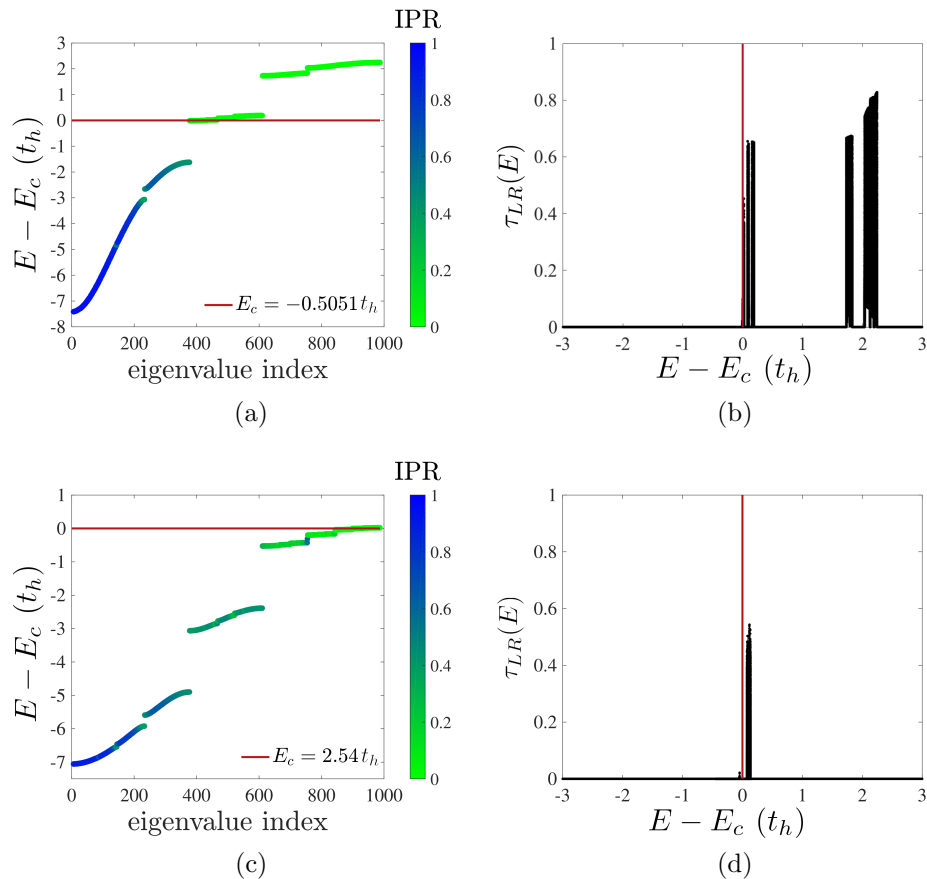 IPR
3
2
1
0
-1
-2
-3
-4
-5
-6
-7
-8
E − E_c (t_h)
E_c = −0.5051 t_h
0 200 400 600 800 1000
eigenvalue index
1
0.8
0.6
0.4
0.2
0
(a)
1
0.8
0.6
0.4
0.2
0
τ_{LR}(E)
-3 -2 -1 0 1 2 3
E − E_c (t_h)
(b)
IPR
1
0
-1
-2
-3
-4
-5
-6
-7
E − E_c (t_h)
E_c = 2.54 t_h
0 200 400 600 800 1000
eigenvalue index
1
0.8
0.6
0.4
0.2
0
(c)
1
0.8
0.6
0.4
0.2
0
τ_{LR}(E)
-3 -2 -1 0 1 2 3
E − E_c (t_h)
(d)